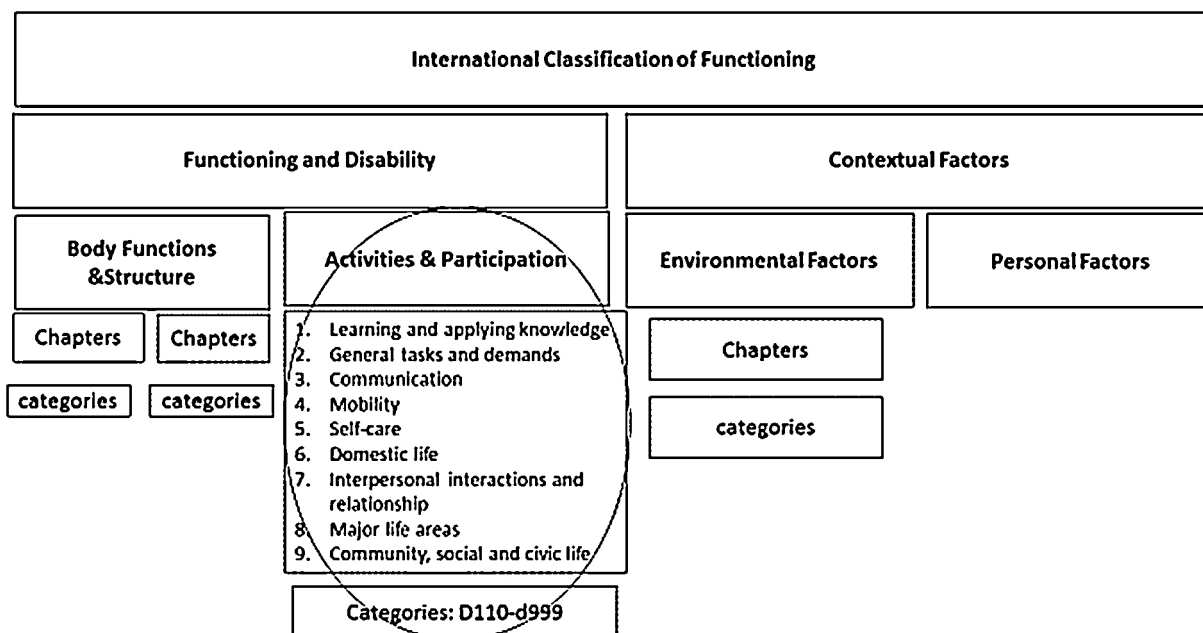 International Classification of Functioning
Functioning and Disability
Contextual Factors
Body Functions
&Structure
Activities & Participation
Environmental Factors
Personal Factors
Chapters
Chapters
categories
categories
1. Learning and applying knowledge
2. General tasks and demands
3. Communication
4. Mobility
5. Self-care
6. Domestic life
7. Interpersonal interactions and
relationship
8. Major life areas
9. Community, social and civic life
Categories: D110-d999
Chapters
categories